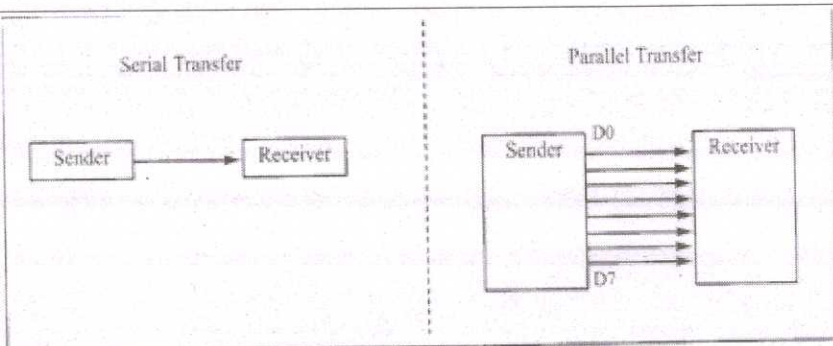 Serial Transfer
Sender
Receiver
Parallel Transfer
Sender
D0
D7
Receiver